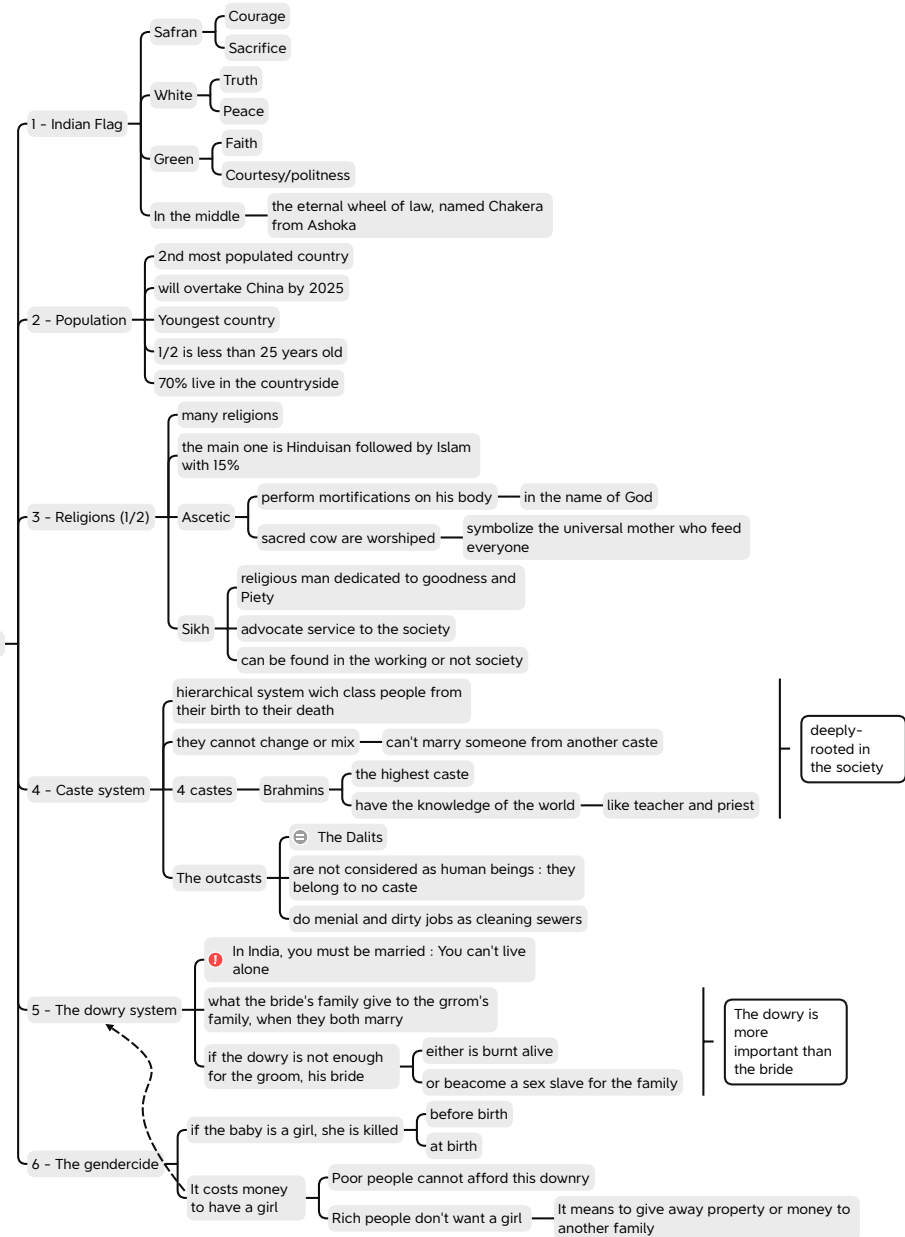 1 - Indian Flag
Safran
Courage
Sacrifice
White
Truth
Peace
Green
Faith
Courtesy/politness
In the middle
the eternal wheel of law, named Chakera
from Ashoka
2 - Population
2nd most populated country
will overtake China by 2025
Youngest country
1/2 is less than 25 years old
70% live in the countryside
3 - Religions (1/2)
many religions
the main one is Hinduisan followed by Islam
with 15%
Ascetic
perform mortifications on his body
in the name of God
sacred cow are worshiped
symbolize the universal mother who feed
everyone
Sikh
religious man dedicated to goodness and
Piety
advocate service to the society
can be found in the working or not society
4 - Caste system
hierarchical system wich class people from
their birth to their death
they cannot change or mix
can't marry someone from another caste
4 castes
Brahmins
the highest caste
have the knowledge of the world
like teacher and priest
The outcasts
The Dalits
are not considered as human beings : they
belong to no caste
do menial and dirty jobs as cleaning sewers
deeply-
rooted in
the society
5 - The dowry system
In India, you must be married : You can't live
alone
what the bride's family give to the grrom's
family, when they both marry
if the dowry is not enough
for the groom, his bride
either is burnt alive
or beacome a sex slave for the family
The dowry is
more
important than
the bride
6 - The gendercide
if the baby is a girl, she is killed
before birth
at birth
It costs money
to have a girl
Poor people cannot afford this downry
Rich people don't want a girl
It means to give away property or money to
another family